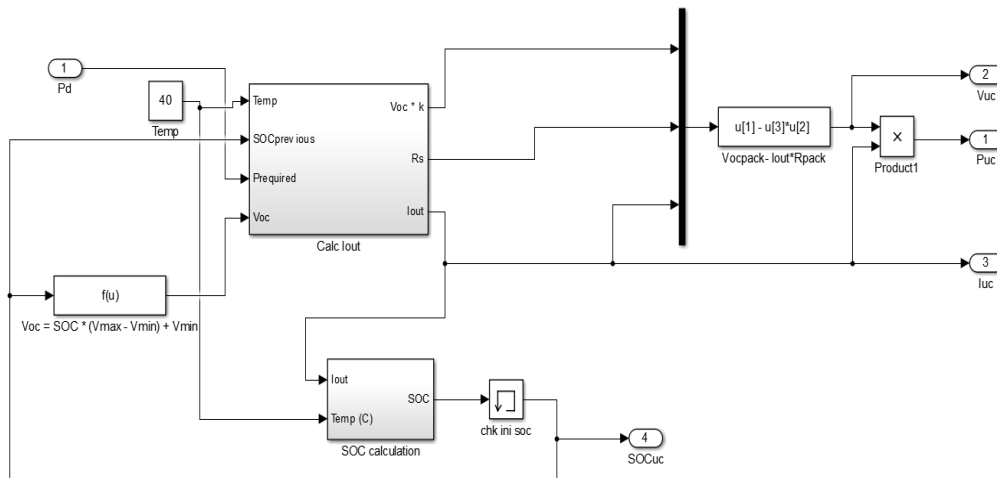 1
Pd
40
Temp
Temp
SOCprevious
Prequired
Voc
Voc * k
Rs
Iout
Calc Iout
u[1] - u[3]*u[2]
Vocpack- Iout*Rpack
×
Product1
2
Vuc
1
Puc
3
Iuc
f(u)
Voc = SOC * (Vmax - Vmin) + Vmin
Iout
Temp (C)
SOC
SOC calculation
chk ini soc
4
SOCuc